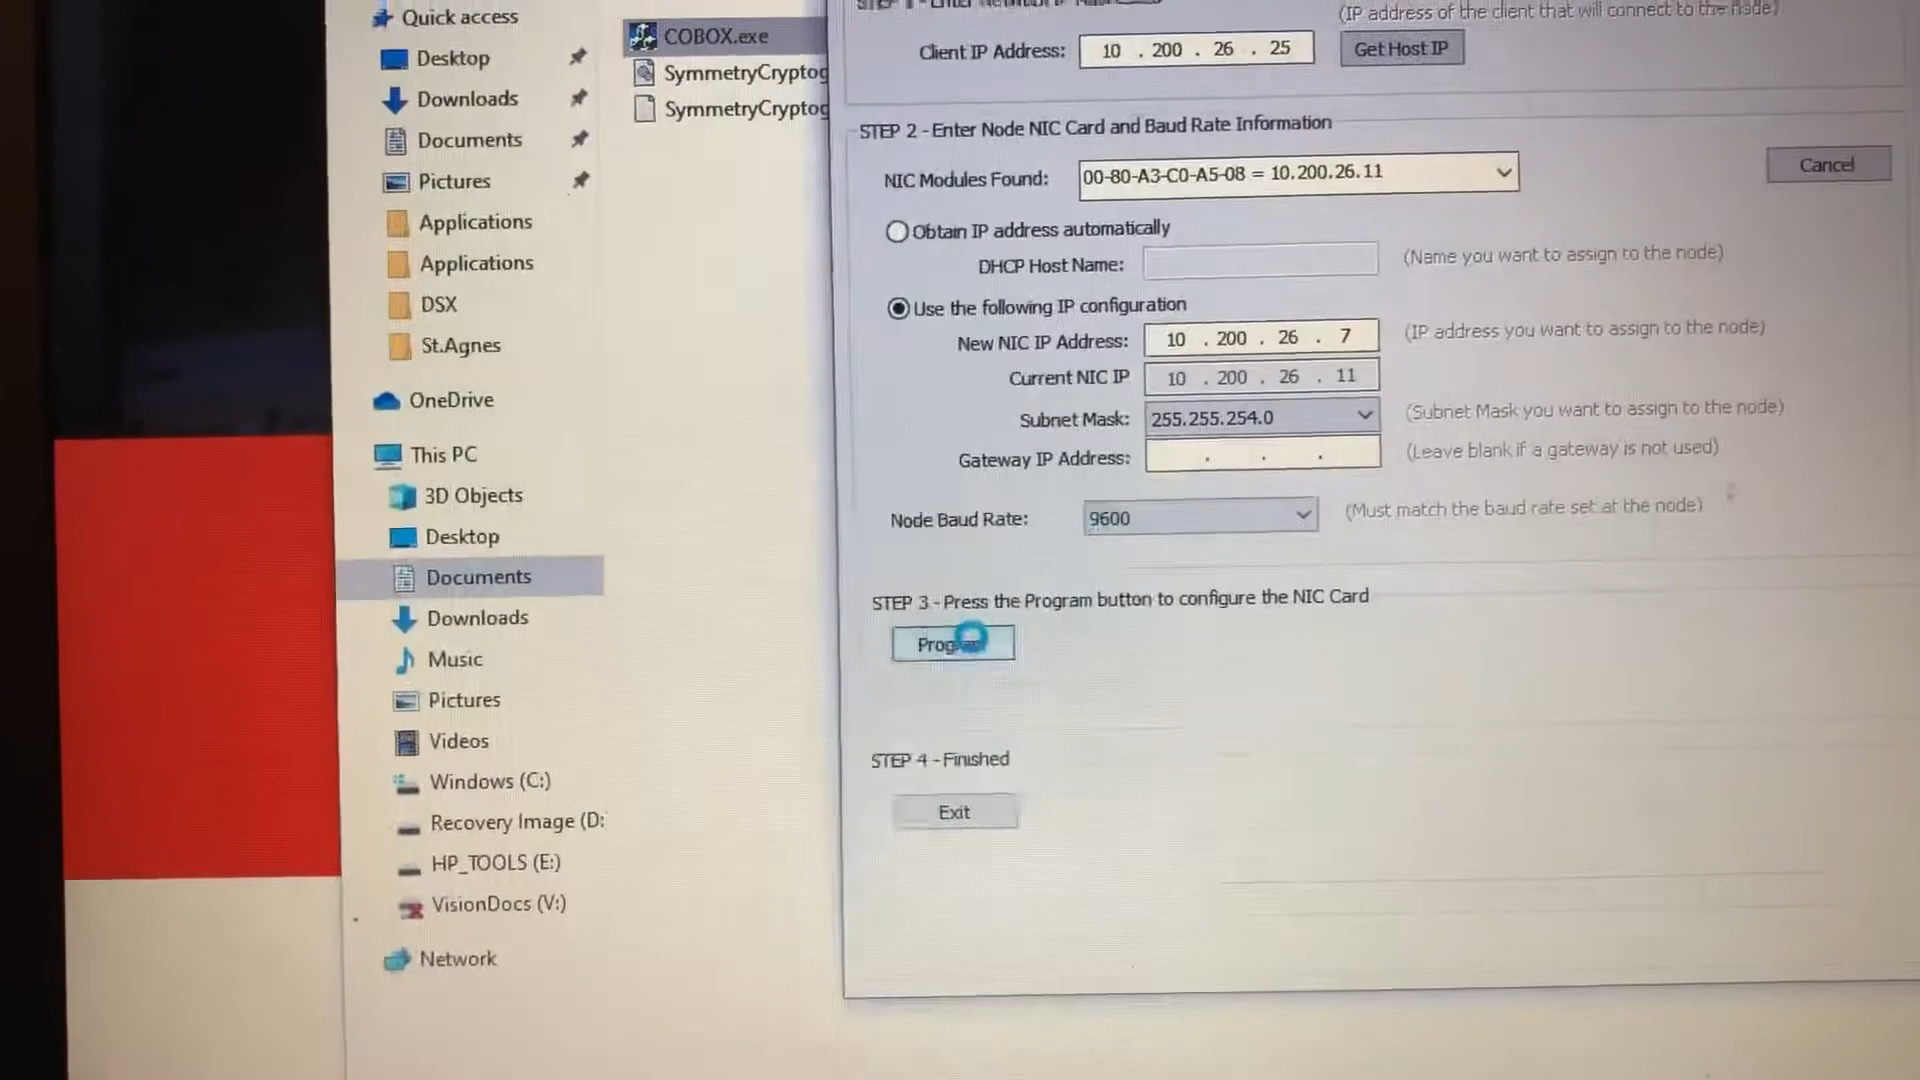 Quick access
Desktop
Downloads
Documents
Pictures
Applications
Applications
DSX
St.Agnes
OneDrive
This PC
3D Objects
Desktop
Documents
Downloads
Music
Pictures
Videos
Windows (C:)
Recovery Image (D:
HP_TOOLS (E:)
VisionDocs (V:)
Network
COBOX.exe
SymmetryCryptog
SymmetryCryptog
(IP address of the client that will connect to the node)
Client IP Address: 10 . 200 . 26 . 25 Get Host IP
STEP 2 - Enter Node NIC Card and Baud Rate Information
NIC Modules Found: 00-80-A3-C0-A5-08 = 10.200.26.11
Cancel
Obtain IP address automatically
DHCP Host Name: (Name you want to assign to the node)
Use the following IP configuration
New NIC IP Address: 10 . 200 . 26 . 7 (IP address you want to assign to the node)
Current NIC IP 10 . 200 . 26 . 11
Subnet Mask: 255.255.254.0 (Subnet Mask you want to assign to the node)
Gateway IP Address: . . . (Leave blank if a gateway is not used)
Node Baud Rate: 9600 (Must match the baud rate set at the node)
STEP 3 - Press the Program button to configure the NIC Card
Program
STEP 4 - Finished
Exit